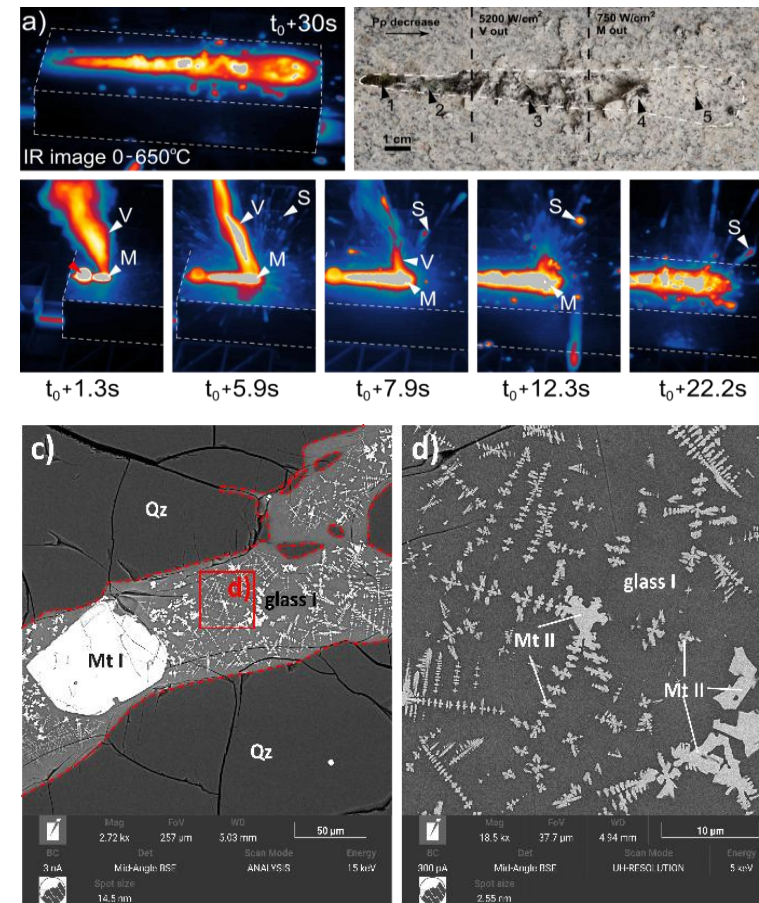 a)
t₀+30s
IR image 0-650°C
Pp decrease
5200 W/cm²
V out
750 W/cm²
M out
1
2
3
4
5
1 cm
V
M
V
S
M
S
V
M
S
M
S
t₀+1.3s
t₀+5.9s
t₀+7.9s
t₀+12.3s
t₀+22.2s
c)
Qz
d)
glass I
Mt I
Qz
Mag FoV WD
2.72 kx 257 µm 5.03 mm 50 µm
BC Det Scan Mode Energy
3 nA Mid-Angle BSE ANALYSIS 15 keV
Spot size
14.5 nm
d)
glass I
Mt II
Mt II
Mag FoV WD
18.5 kx 37.7 µm 4.94 mm 10 µm
BC Det Scan Mode Energy
300 pA Mid-Angle BSE UH-RESOLUTION 5 keV
Spot size
2.55 nm